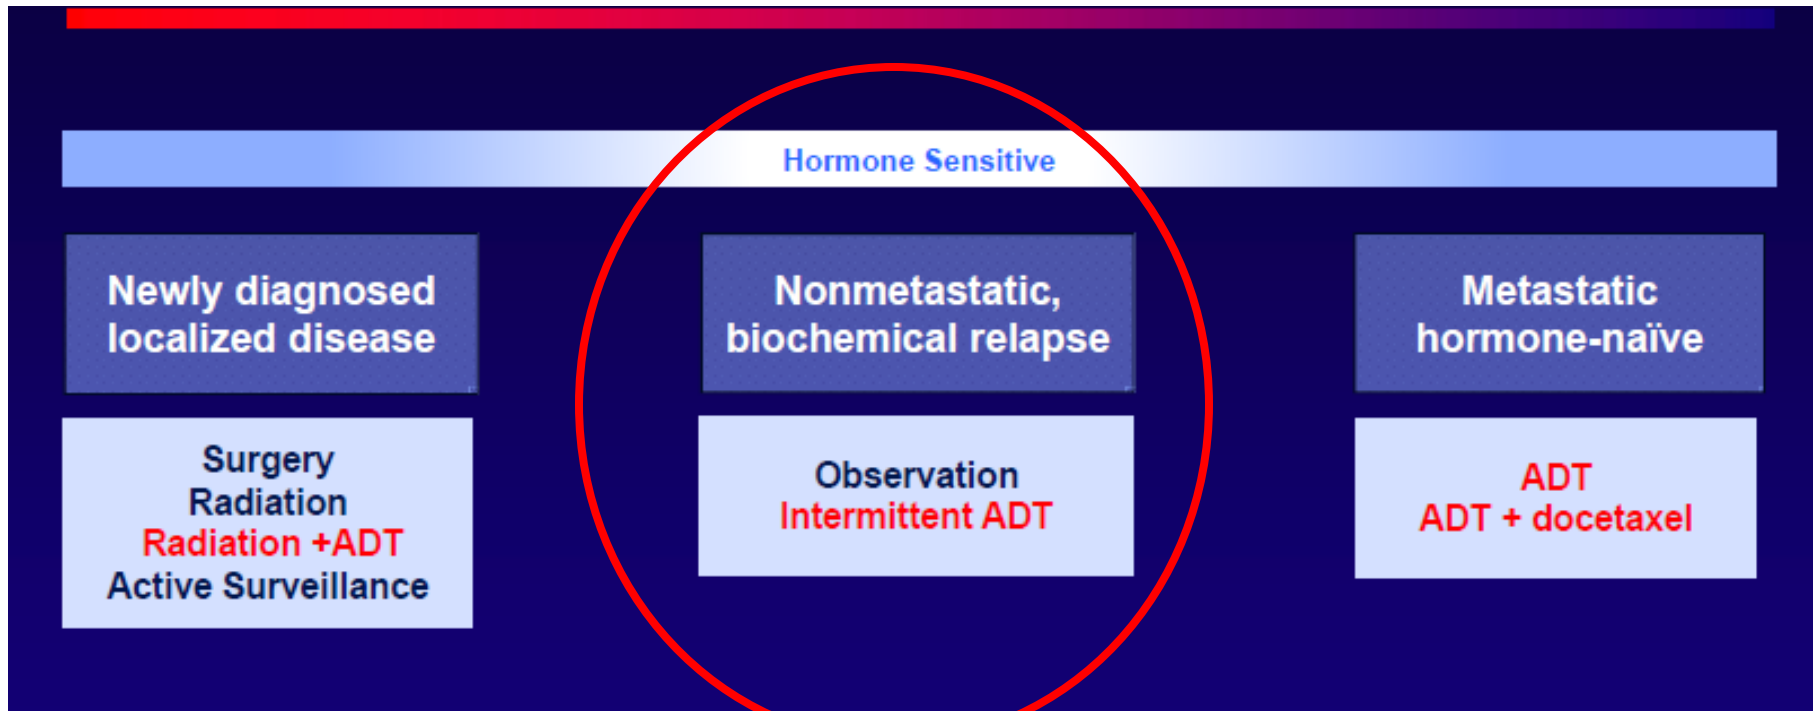 Hormone Sensitive
Newly diagnosed
localized disease
Surgery
Radiation
Radiation +ADT
Active Surveillance
Nonmetastatic,
biochemical relapse
Observation
Intermittent ADT
Metastatic
hormone-naïve
ADT
ADT + docetaxel